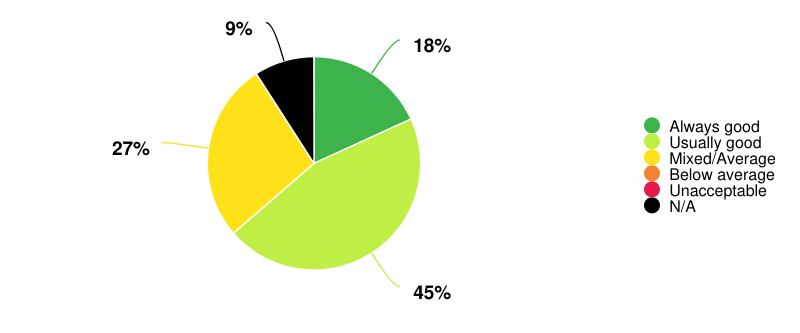 9%
18%
27%
45%
Always good
Usually good
Mixed/Average
Below average
Unacceptable
N/A